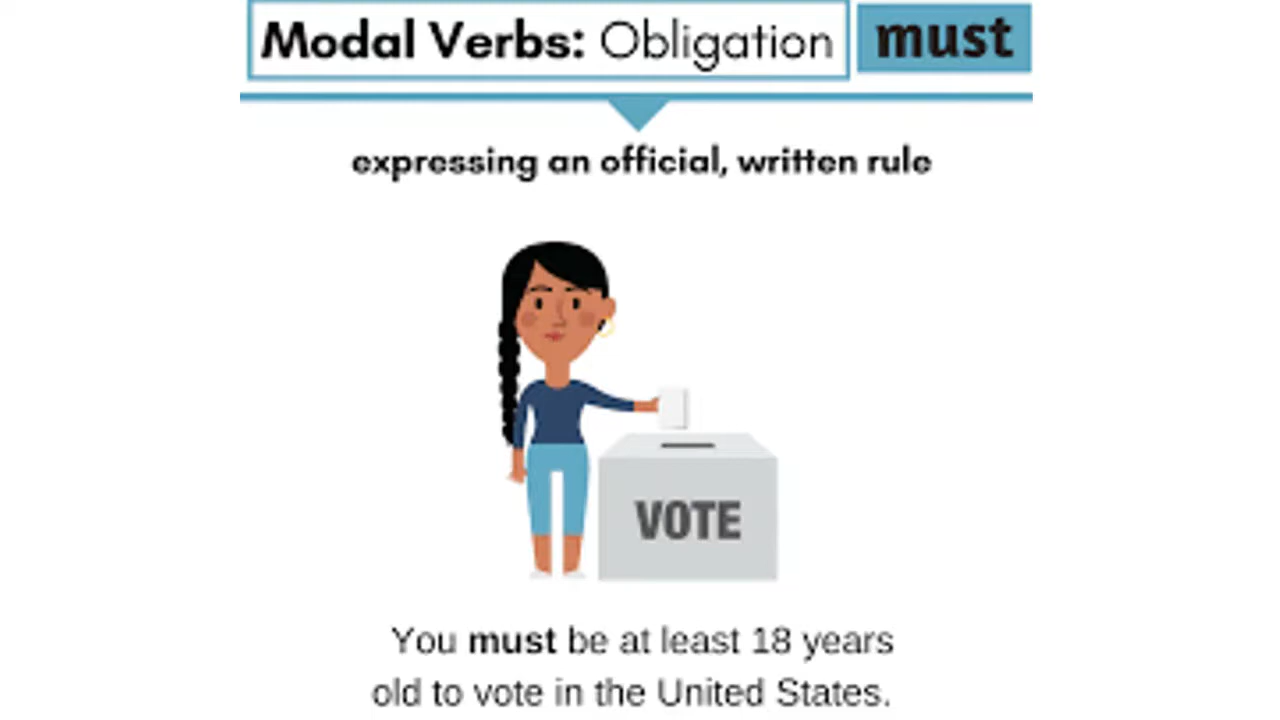 Modal Verbs: Obligation must
expressing an official, written rule
VOTE
You must be at least 18 years
old to vote in the United States.